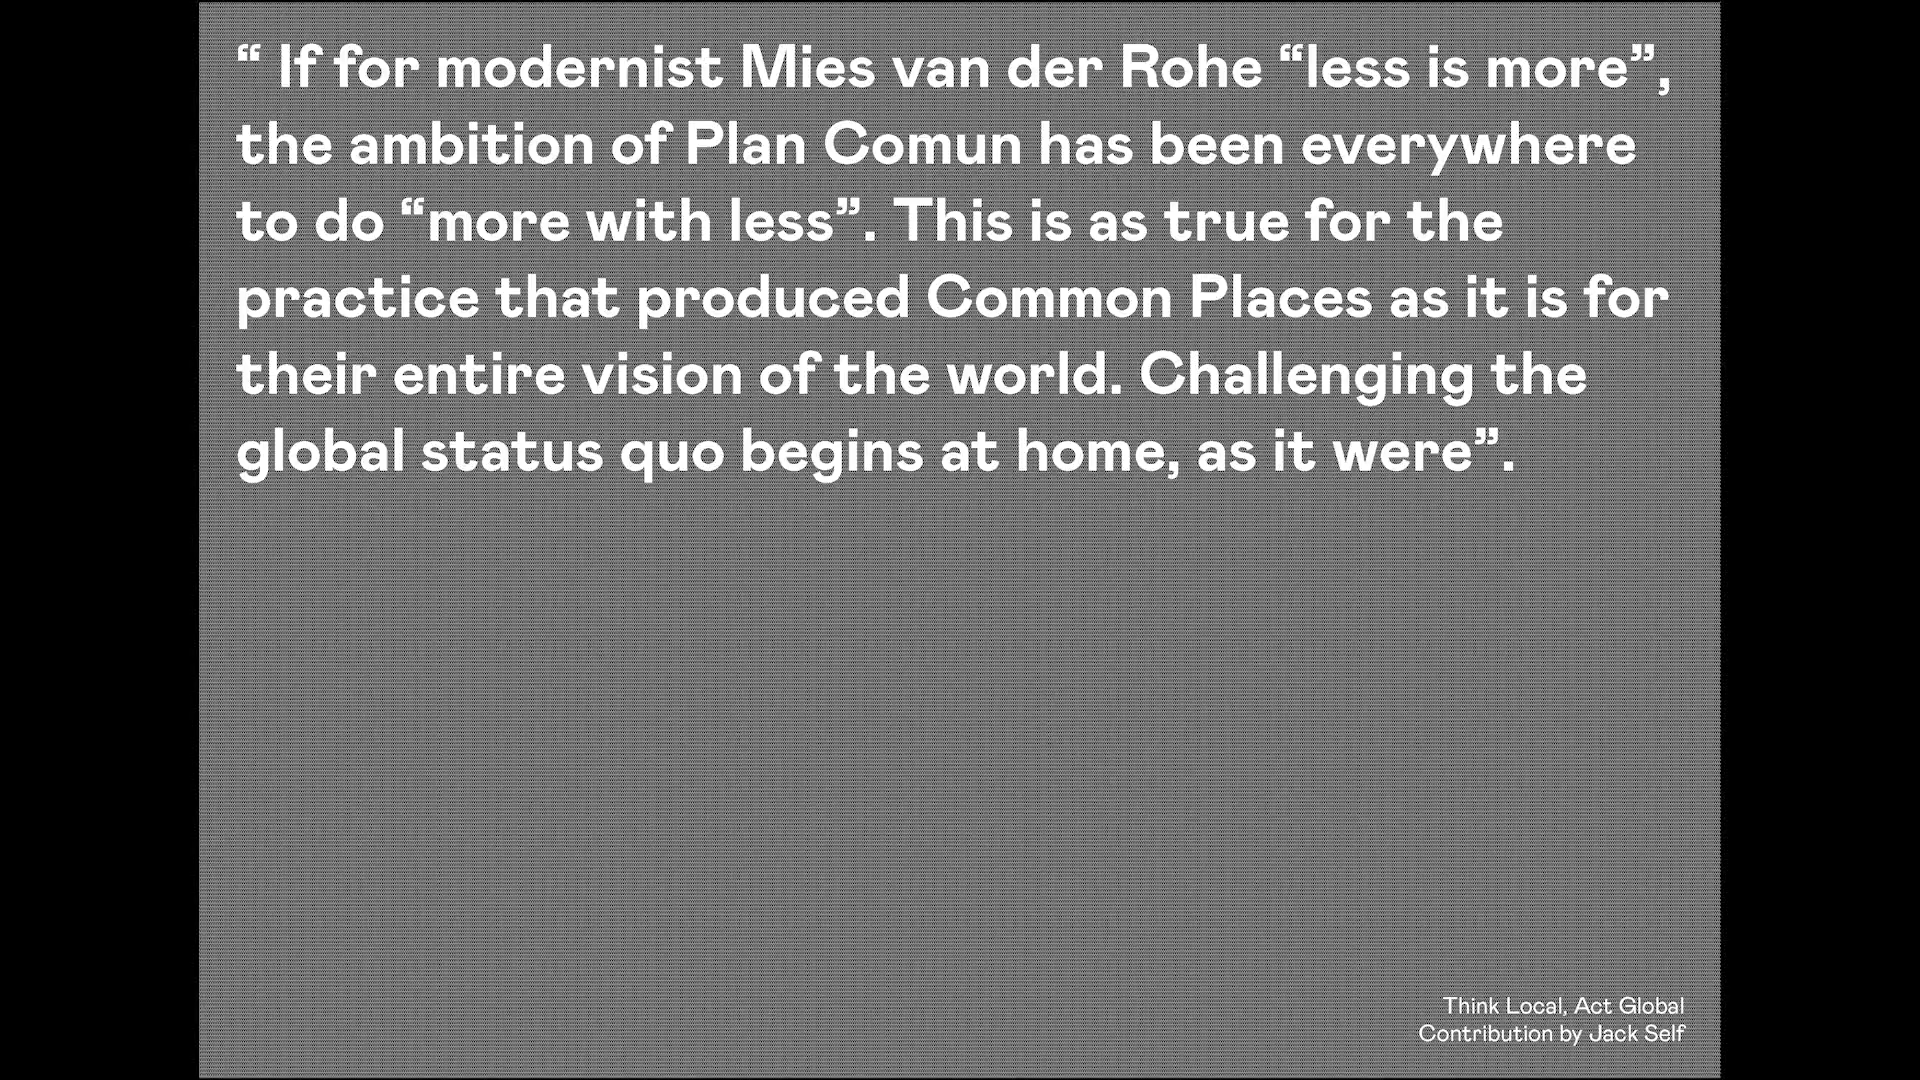 “ If for modernist Mies van der Rohe “less is more”,
the ambition of Plan Comun has been everywhere
to do “more with less”. This is as true for the
practice that produced Common Places as it is for
their entire vision of the world. Challenging the
global status quo begins at home, as it were”.
Think Local, Act Global
Contribution by Jack Self